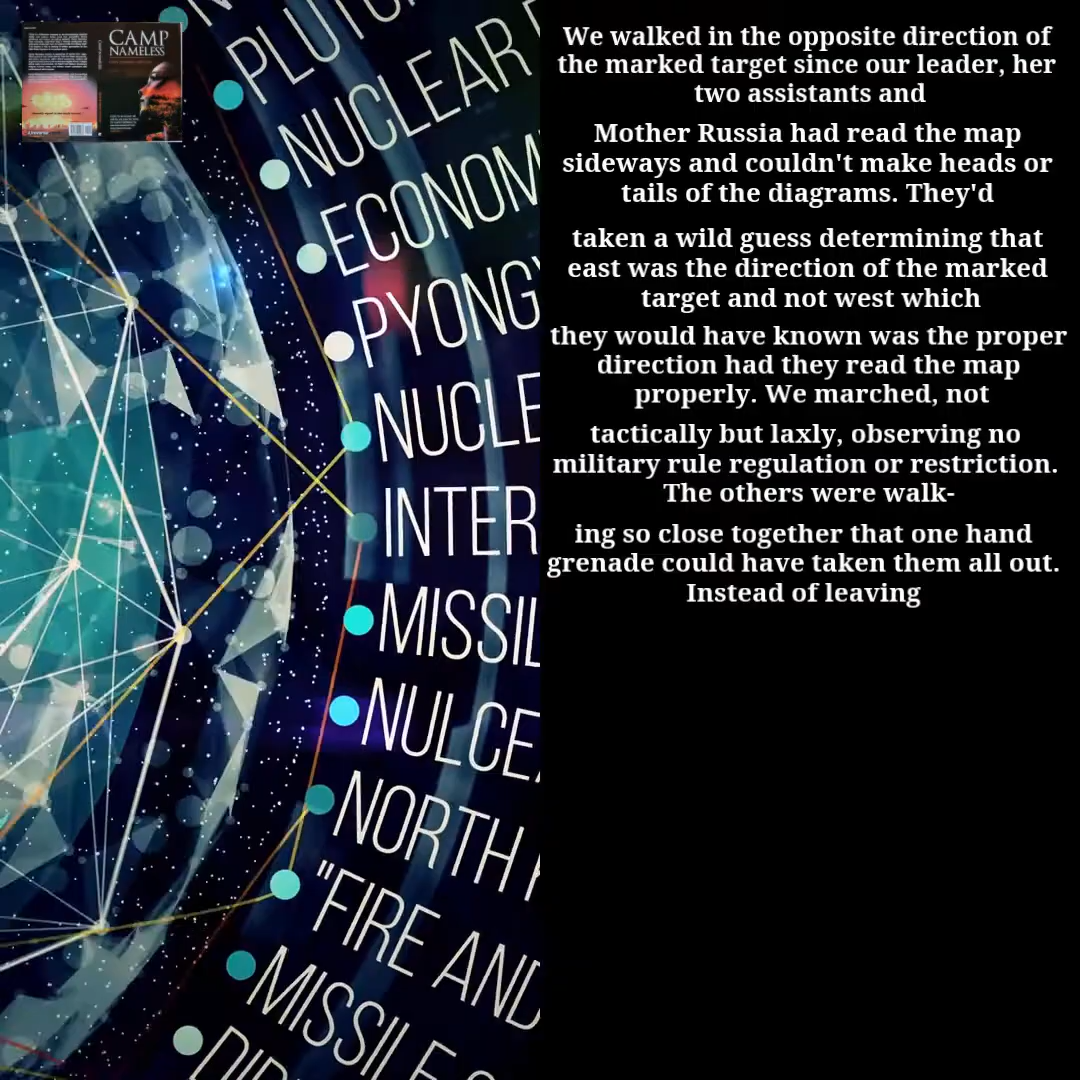 CAMP
NAMELESS
PLUTO
NUCLEAR
ECONOM
PYONGY
NUCLE
INTER
MISSIL
NULCEA
NORTH K
"FIRE AND
MISSILE
DIP
We walked in the opposite direction of
the marked target since our leader, her
two assistants and
Mother Russia had read the map
sideways and couldn't make heads or
tails of the diagrams. They'd
taken a wild guess determining that
east was the direction of the marked
target and not west which
they would have known was the proper
direction had they read the map
properly. We marched, not
tactically but laxly, observing no
military rule regulation or restriction.
The others were walk-
ing so close together that one hand
grenade could have taken them all out.
Instead of leaving